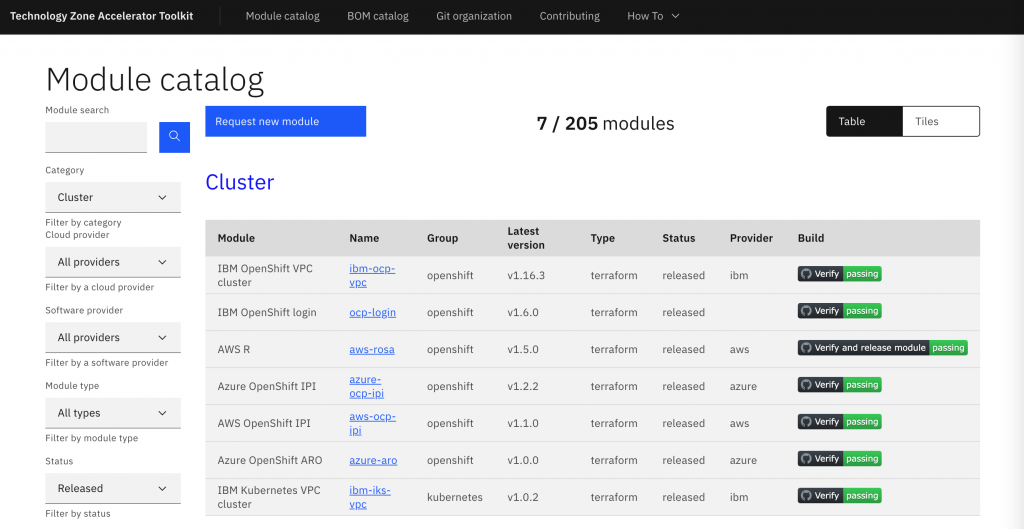 Technology Zone Accelerator Toolkit Module catalog BOM catalog Git organization Contributing How To
Module catalog
Module search
Request new module
7 / 205 modules
Table Tiles
Category
Cluster
Filter by category
Cloud provider
All providers
Filter by a cloud provider
Software provider
All providers
Filter by a software provider
Module type
All types
Filter by module type
Status
Released
Filter by status
Cluster
Module Name Group Latest version Type Status Provider Build
IBM OpenShift VPC cluster ibm-ocp-vpc openshift v1.16.3 terraform released ibm Verify passing
IBM OpenShift login ocp-login openshift v1.6.0 terraform released Verify passing
AWS R aws-rosa openshift v1.5.0 terraform released aws Verify and release module passing
Azure OpenShift IPI azure-ocp-ipi openshift v1.2.2 terraform released azure Verify passing
AWS OpenShift IPI aws-ocp-ipi openshift v1.1.0 terraform released aws Verify passing
Azure OpenShift ARO azure-aro openshift v1.0.0 terraform released azure Verify passing
IBM Kubernetes VPC cluster ibm-iks-vpc kubernetes v1.0.2 terraform released ibm Verify passing